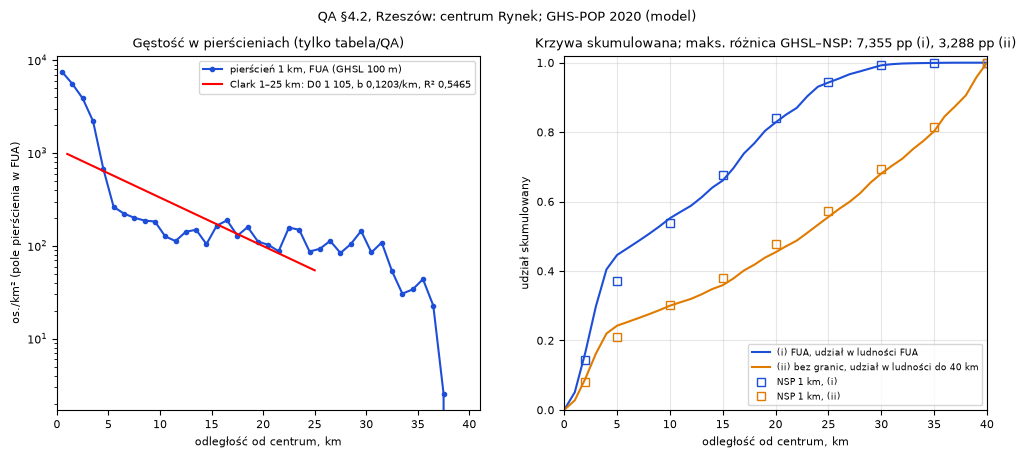 QA §4.2, Rzeszów: centrum Rynek; GHS-POP 2020 (model)
Gęstość w pierścieniach (tylko tabela/QA)
pierścień 1 km, FUA (GHSL 100 m)
Clark 1–25 km: D0 1 105, b 0,1203/km, R² 0,5465
os./km² (pole pierścienia w FUA)
10⁴
10³
10²
10¹
0 5 10 15 20 25 30 35 40
odległość od centrum, km
Krzywa skumulowana; maks. różnica GHSL–NSP: 7,355 pp (i), 3,288 pp (ii)
udział skumulowany
1.0
0.8
0.6
0.4
0.2
0.0
(i) FUA, udział w ludności FUA
(ii) bez granic, udział w ludności do 40 km
NSP 1 km, (i)
NSP 1 km, (ii)
0 5 10 15 20 25 30 35 40
odległość od centrum, km